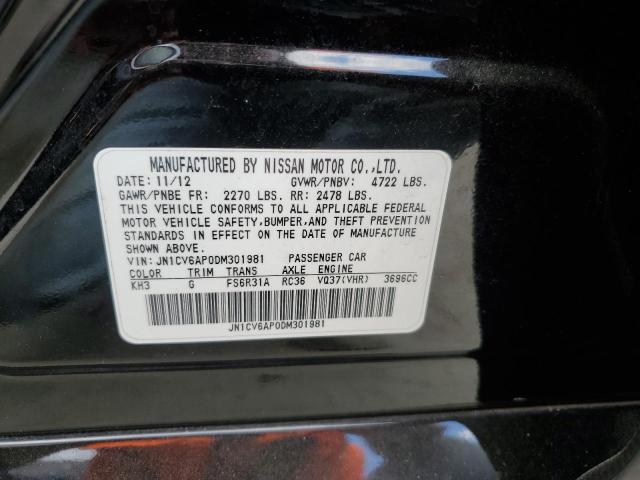 MANUFACTURED BY NISSAN MOTOR CO.,LTD.
DATE: 11/12 GVWR/PNBV: 4722 LBS.
GAWR/PNBE FR: 2270 LBS. RR: 2478 LBS.
THIS VEHICLE CONFORMS TO ALL APPLICABLE FEDERAL
MOTOR VEHICLE SAFETY, BUMPER, AND THEFT PREVENTION
STANDARDS IN EFFECT ON THE DATE OF MANUFACTURE
SHOWN ABOVE.
VIN: JN1CV6AP0DM301981 PASSENGER CAR
COLOR TRIM TRANS AXLE ENGINE
KH3 G FS6R31A RC36 VQ37(VHR) 3696CC
JN1CV6AP0DM301981